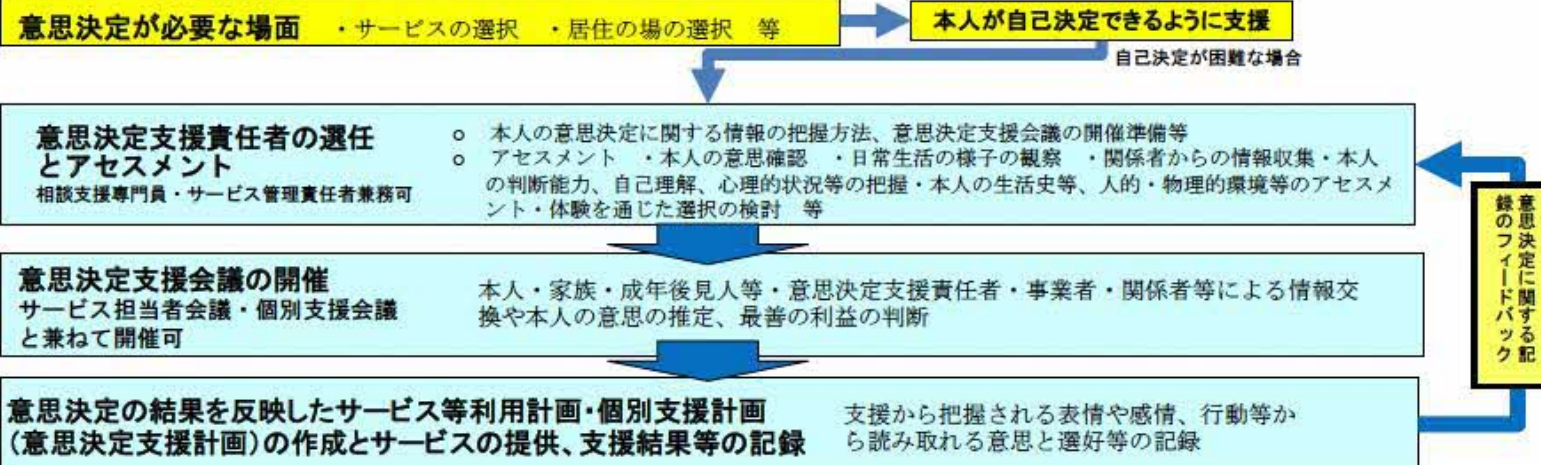 意思決定が必要な場面　・サービスの選択　・居住の場の選択　等
本人が自己決定できるように支援
自己決定が困難な場合
意思決定支援責任者の選任
とアセスメント
相談支援専門員・サービス管理責任者兼務可
○　本人の意思決定に関する情報の把握方法、意思決定支援会議の開催準備等
○　アセスメント　・本人の意思確認　・日常生活の様子の観察　・関係者からの情報収集・本人
の判断能力、自己理解、心理的状況等の把握・本人の生活史等、人的・物理的環境等のアセスメ
ント・体験を通じた選択の検討　等
意思決定支援会議の開催
サービス担当者会議・個別支援会議
と兼ねて開催可
本人・家族・成年後見人等・意思決定支援責任者・事業者・関係者等による情報交
換や本人の意思の推定、最善の利益の判断
意思決定の結果を反映したサービス等利用計画・個別支援計画
(意思決定支援計画)の作成とサービスの提供、支援結果等の記録
支援から把握される表情や感情、行動等か
ら読み取れる意思と選好等の記録
意思決定に関する記
録のフィードバック